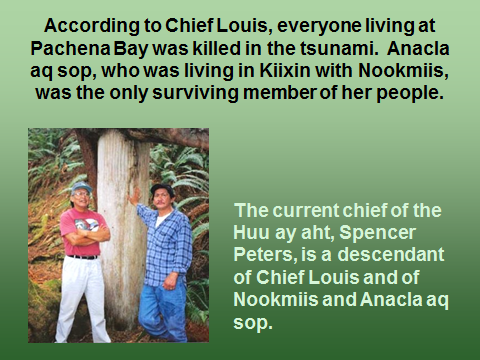 According to Chief Louis, everyone living at
Pachena Bay was killed in the tsunami.  Anacla
aq sop, who was living in Kiixin with Nookmiis,
was the only surviving member of her people.
The current chief of the
Huu ay aht, Spencer
Peters, is a descendant
of Chief Louis and of
Nookmiis and Anacla aq
sop.